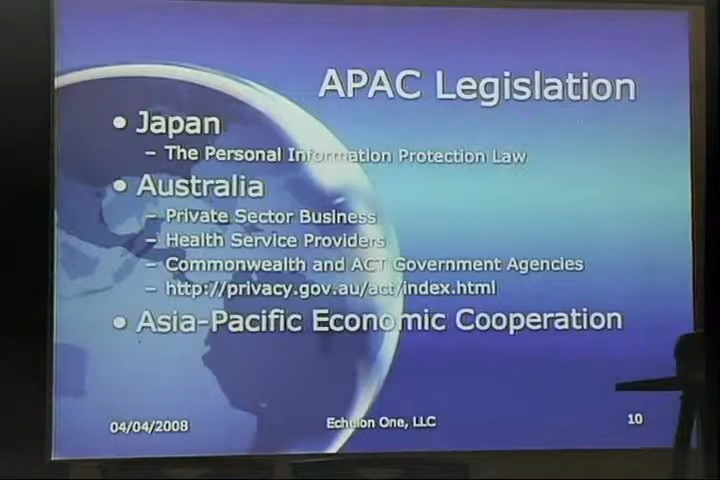 APAC Legislation
• Japan
– The Personal Information Protection Law
• Australia
– Private Sector Business
– Health Service Providers
– Commonwealth and ACT Government Agencies
– http://privacy.gov.au/act/index.html
• Asia-Pacific Economic Cooperation
04/04/2008 Echelon One, LLC 10